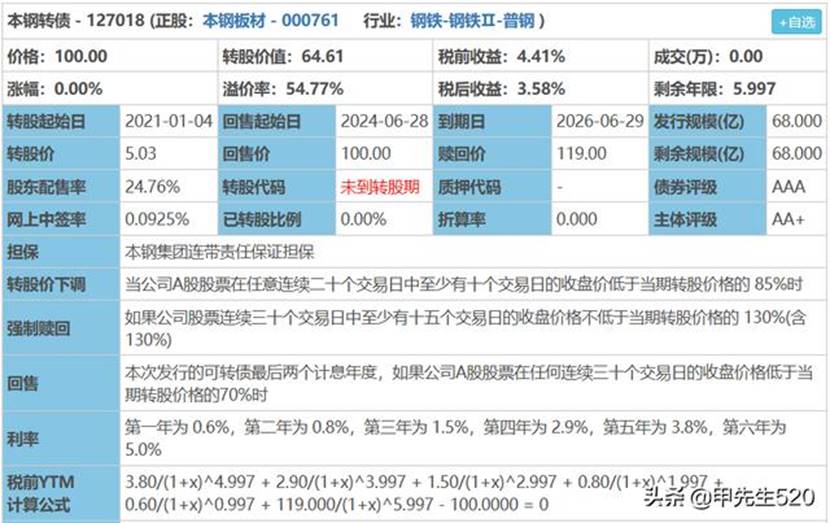 本钢转债 - 127018 (正股：本钢板材 - 000761 行业：钢铁-钢铁Ⅱ-普钢 ) +自选
价格：100.00 转股价值：64.61 税前收益：4.41% 成交(万)：0.00
涨幅：0.00% 溢价率：54.77% 税后收益：3.58% 剩余年限：5.997
转股起始日 2021-01-04 回售起始日 2024-06-28 到期日 2026-06-29 发行规模(亿) 68.000
转股价 5.03 回售价 100.00 赎回价 119.00 剩余规模(亿) 68.000
股东配售率 24.76% 转股代码 未到转股期 质押代码 - 债券评级 AAA
网上中签率 0.0925% 已转股比例 0.00% 折算率 0.000 主体评级 AA+
担保 本钢集团连带责任保证担保
转股价下调 当公司A股股票在任意连续二十个交易日中至少有十个交易日的收盘价低于当期转股价格的 85%时
强制赎回 如果公司股票连续三十个交易日中至少有十五个交易日的收盘价格不低于当期转股价格的 130%(含
130%)
回售 本次发行的可转债最后两个计息年度，如果公司A股股票在任何连续三十个交易日的收盘价格低于当
期转股价格的70%时
利率 第一年为 0.6%，第二年为 0.8%，第三年为 1.5%，第四年为 2.9%，第五年为 3.8%，第六年为
5.0%
税前YTM 3.80/(1+x)^4.997 + 2.90/(1+x)^3.997 + 1.50/(1+x)^2.997 + 0.80/(1+x)^1.997 +
计算公式 0.60/(1+x)^0.997 + 119.000/(1+x)^5.997 - 100.0000 = 0
头条 @甲先生520